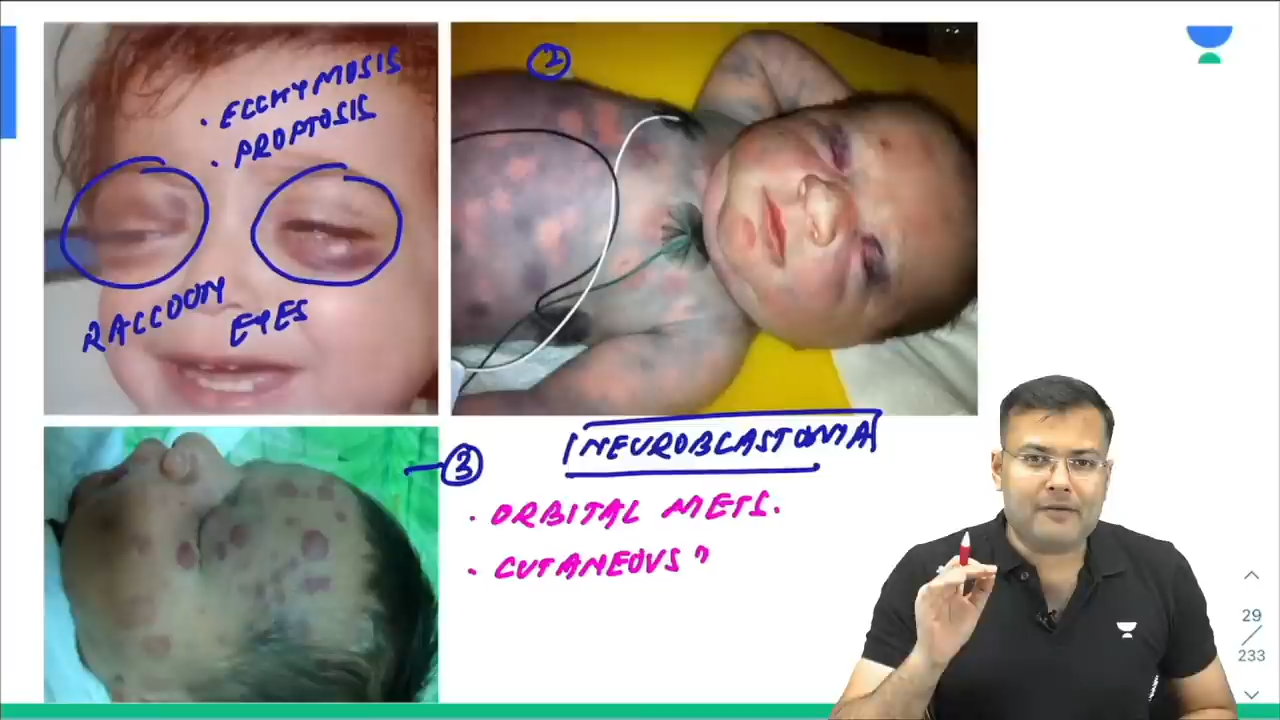 · ECCHYMOSIS
· PROPTOSIS
RACCOON
EYES
2
3
NEUROBLASTOMA
· ORBITAL METS.
· CUTANEOUS "
29
233